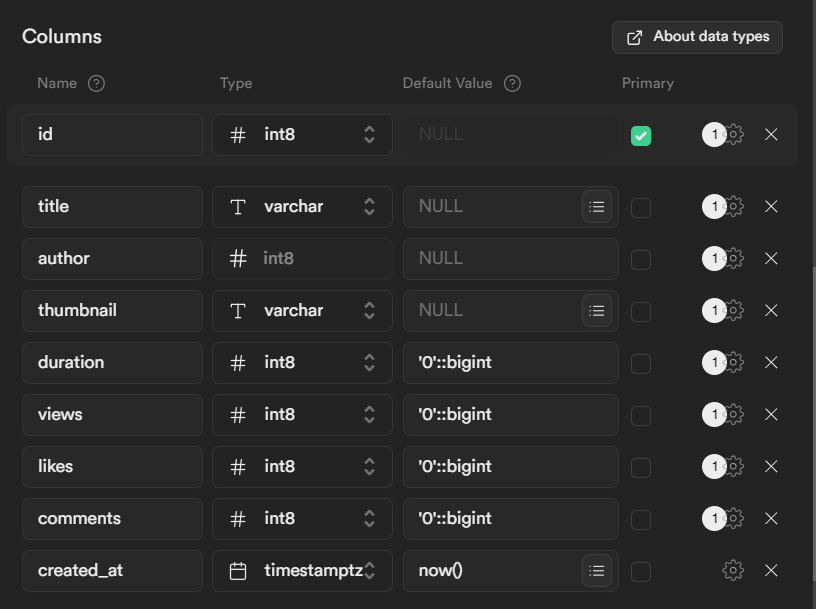 Columns
About data types
Name ? Type Default Value ? Primary
id # int8 NULL 1
title T varchar NULL 1
author # int8 NULL 1
thumbnail T varchar NULL 1
duration # int8 '0'::bigint 1
views # int8 '0'::bigint 1
likes # int8 '0'::bigint 1
comments # int8 '0'::bigint 1
created_at timestamptz now()